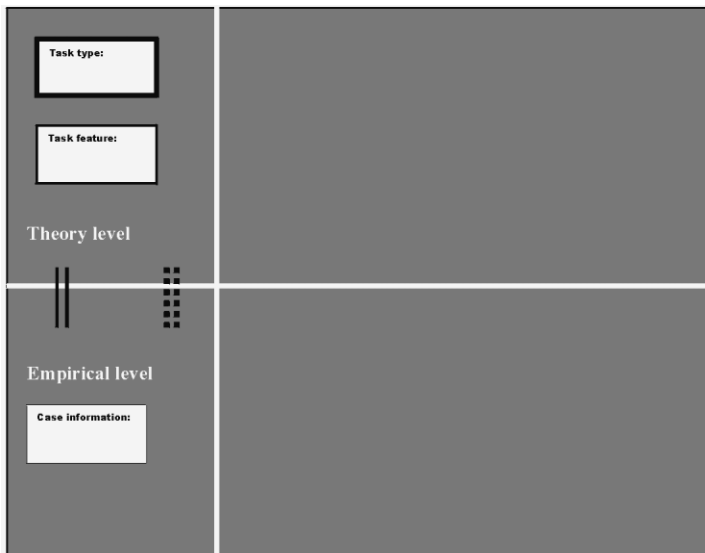 Task type:
Task feature:
Theory level
Empirical level
Case information: